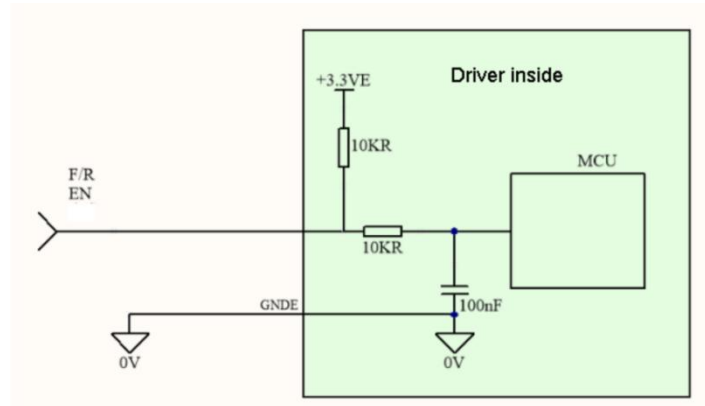 Driver inside
+3.3VE
10KR
MCU
F/R
EN
10KR
GNDE
100nF
0V
0V